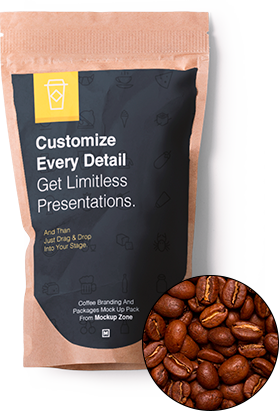 Customize
Every Detail
Get Limitless
Presentations.
And Than
Just Drag & Drop
Into Your Stage.
Coffee Branding And
Packages Mock Up Pack
From Mockup Zone
M